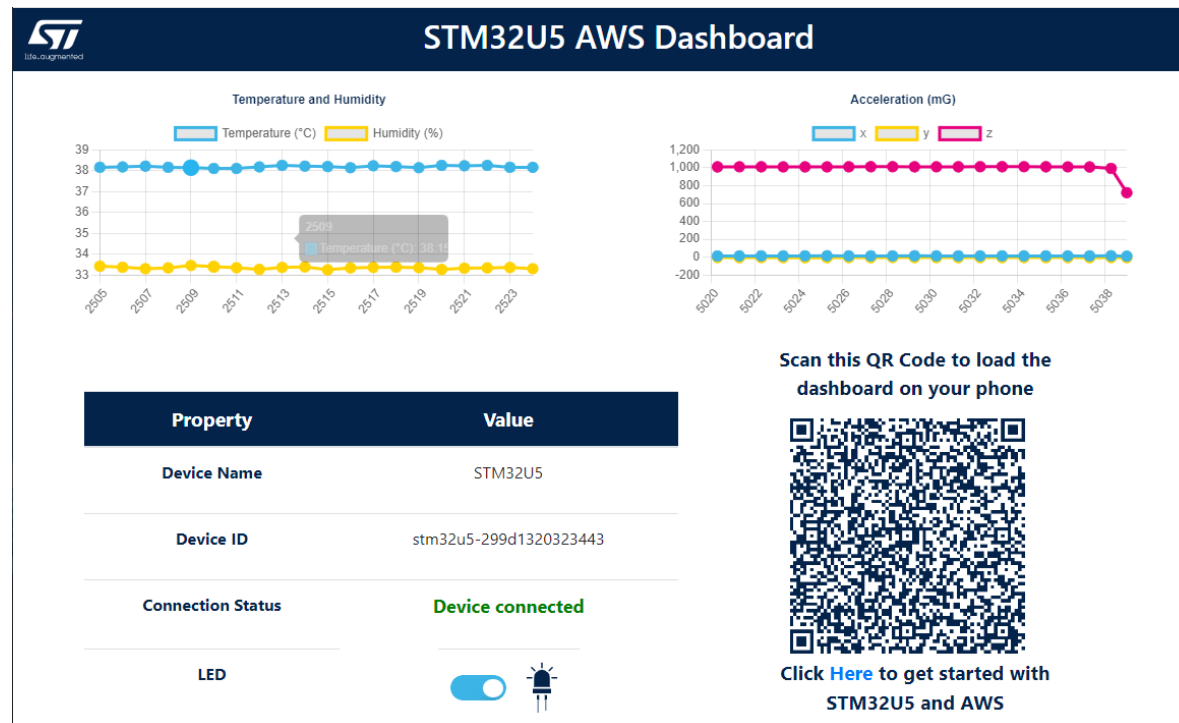 ST
life.augmented
STM32U5 AWS Dashboard
Temperature and Humidity
Temperature (°C) Humidity (%)
39
38
37
36
35
34
33
2509
Temperature (°C): 38.15
2505 2507 2509 2511 2513 2515 2517 2519 2521 2523
Acceleration (mG)
x y z
1,200
1,000
800
600
400
200
0
-200
5020 5022 5024 5026 5028 5030 5032 5034 5036 5038
Property Value
Device Name STM32U5
Device ID stm32u5-299d1320323443
Connection Status Device connected
LED
Scan this QR Code to load the
dashboard on your phone
Click Here to get started with
STM32U5 and AWS